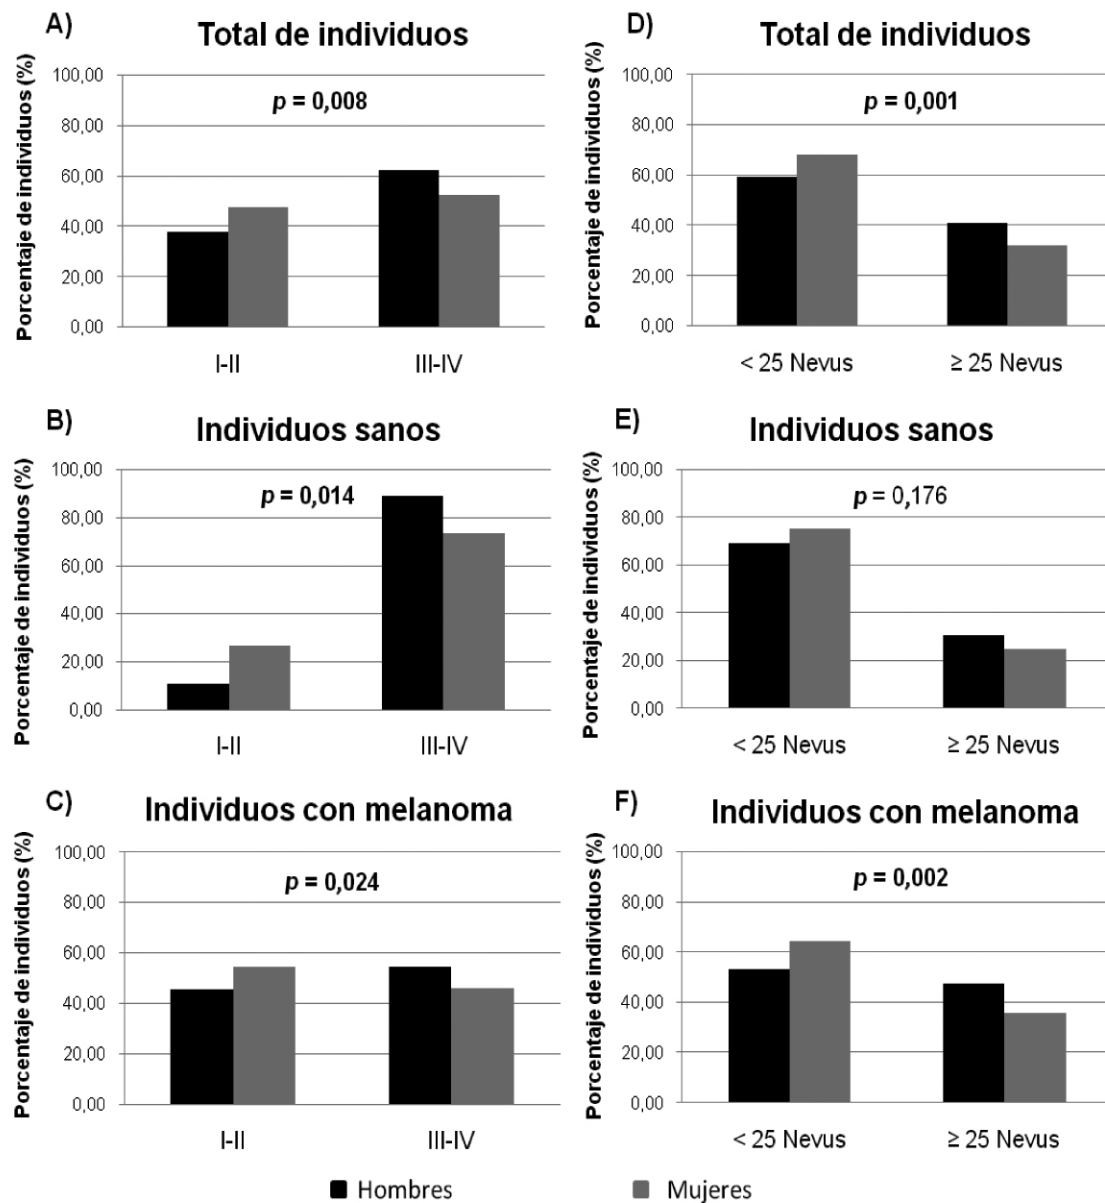 A)
Total de individuos
Porcentaje de individuos (%)
100,00
80,00
60,00
40,00
20,00
0,00
p = 0,008
I-II
III-IV
D)
Total de individuos
Porcentaje de individuos (%)
100,00
80,00
60,00
40,00
20,00
0,00
p = 0,001
< 25 Nevus
≥ 25 Nevus
B)
Individuos sanos
Porcentaje de individuos (%)
100,00
80,00
60,00
40,00
20,00
0,00
p = 0,014
I-II
III-IV
E)
Individuos sanos
Porcentaje de individuos (%)
100,00
80,00
60,00
40,00
20,00
0,00
p = 0,176
< 25 Nevus
≥ 25 Nevus
C)
Individuos con melanoma
Porcentaje de individuos (%)
100,00
80,00
60,00
40,00
20,00
0,00
p = 0,024
I-II
III-IV
F)
Individuos con melanoma
Porcentaje de individuos (%)
100,00
80,00
60,00
40,00
20,00
0,00
p = 0,002
< 25 Nevus
≥ 25 Nevus
Hombres
Mujeres